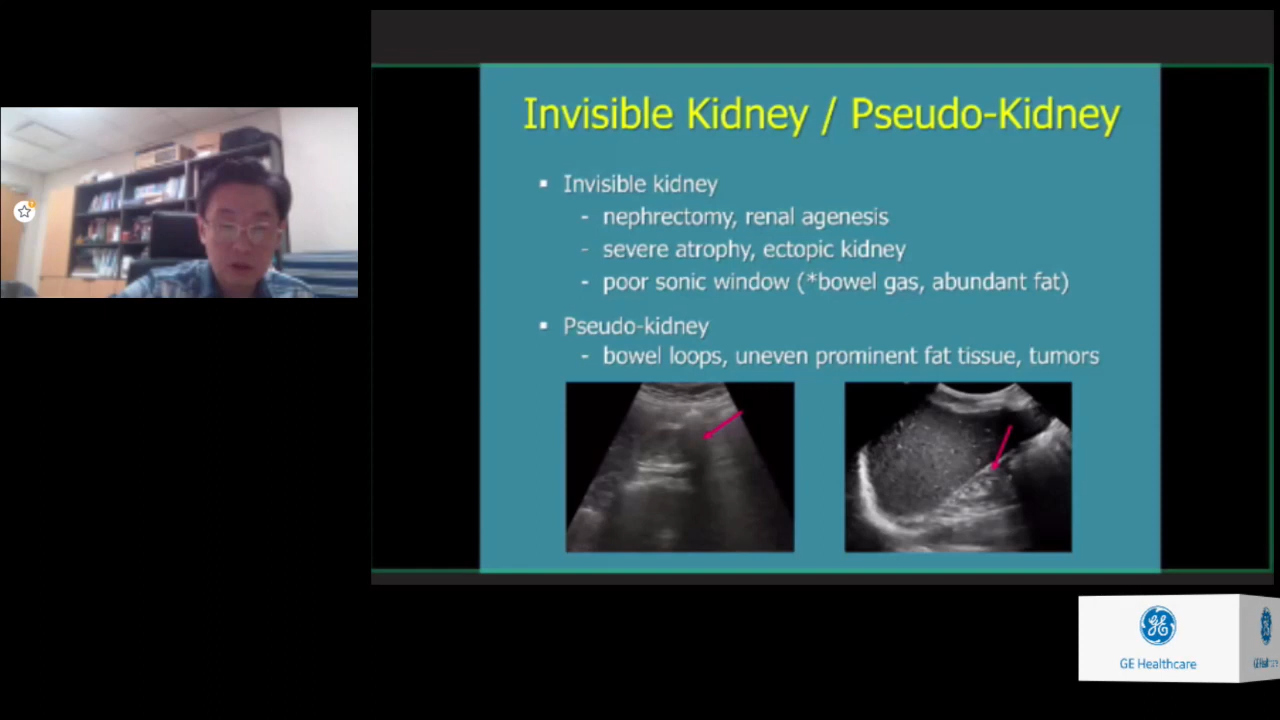 Invisible Kidney / Pseudo-Kidney
▪ Invisible kidney
- nephrectomy, renal agenesis
- severe atrophy, ectopic kidney
- poor sonic window (*bowel gas, abundant fat)
▪ Pseudo-kidney
- bowel loops, uneven prominent fat tissue, tumors
GE Healthcare